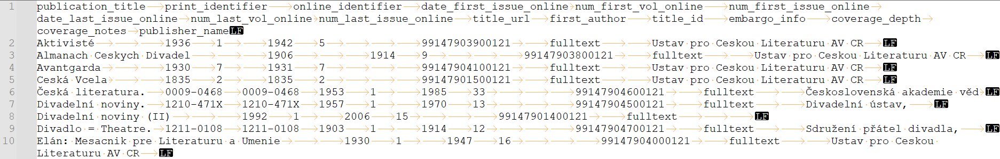 1 publication_title print_identifier online_identifier date_first_issue_online num_first_vol_online num_first_issue_online
date_last_issue_online num_last_vol_online num_last_issue_online title_url first_author title_id embargo_info coverage_depth
coverage_notes publisher_name LF
2 Aktivisté 1936 1 1942 5 99147903900121 fulltext Ustav pro Ceskou Literaturu AV CR LF
3 Almanach Ceskych Divadel 1906 1914 9 99147903800121 fulltext Ustav pro Ceskou Literaturu AV CR LF
4 Avantgarda 1930 7 1931 7 99147904100121 fulltext Ustav pro Ceskou Literaturu AV CR LF
5 Ceská Vcela 1835 2 1835 2 99147901500121 fulltext Ustav pro Ceskou Literaturu AV CR LF
6 Česká literatura. 0009-0468 0009-0468 1953 1 1985 33 99147904600121 fulltext Československá akademie věd LF
7 Divadelní noviny. 1210-471X 1210-471X 1957 1 1970 13 99147904500121 fulltext Divadelní ústav, LF
8 Divadelní noviny (II) 1992 1 2006 15 99147901400121 fulltext LF
9 Divadlo = Theatre. 1211-0108 1211-0108 1903 1 1914 12 99147904700121 fulltext Sdružení přátel divadla, LF
10 Elán: Mesacnik pre Literaturu a Umenie 1930 1 1947 16 99147904000121 fulltext Ustav pro Ceskou
Literaturu AV CR LF